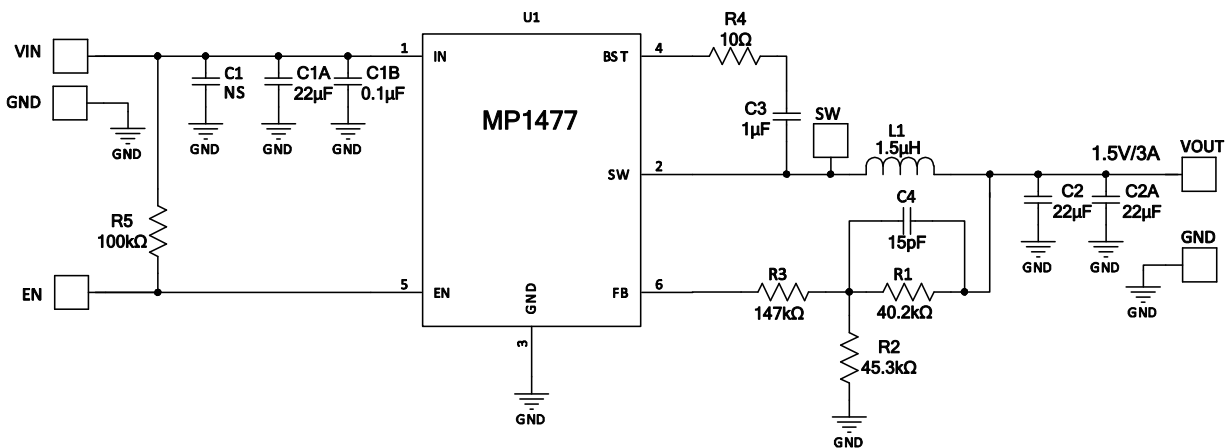 U1
MP1477
VIN
GND
GND
C1
NS
GND
C1A
22μF
GND
C1B
0.1μF
GND
R5
100kΩ
EN
1
IN
5
EN
GND
3
GND
BST
4
R4
10Ω
C3
1μF
SW
2
SW
L1
1.5μH
1.5V/3A
VOUT
C4
15pF
C2
22μF
GND
C2A
22μF
GND
GND
GND
FB
6
R3
147kΩ
R1
40.2kΩ
R2
45.3kΩ
GND